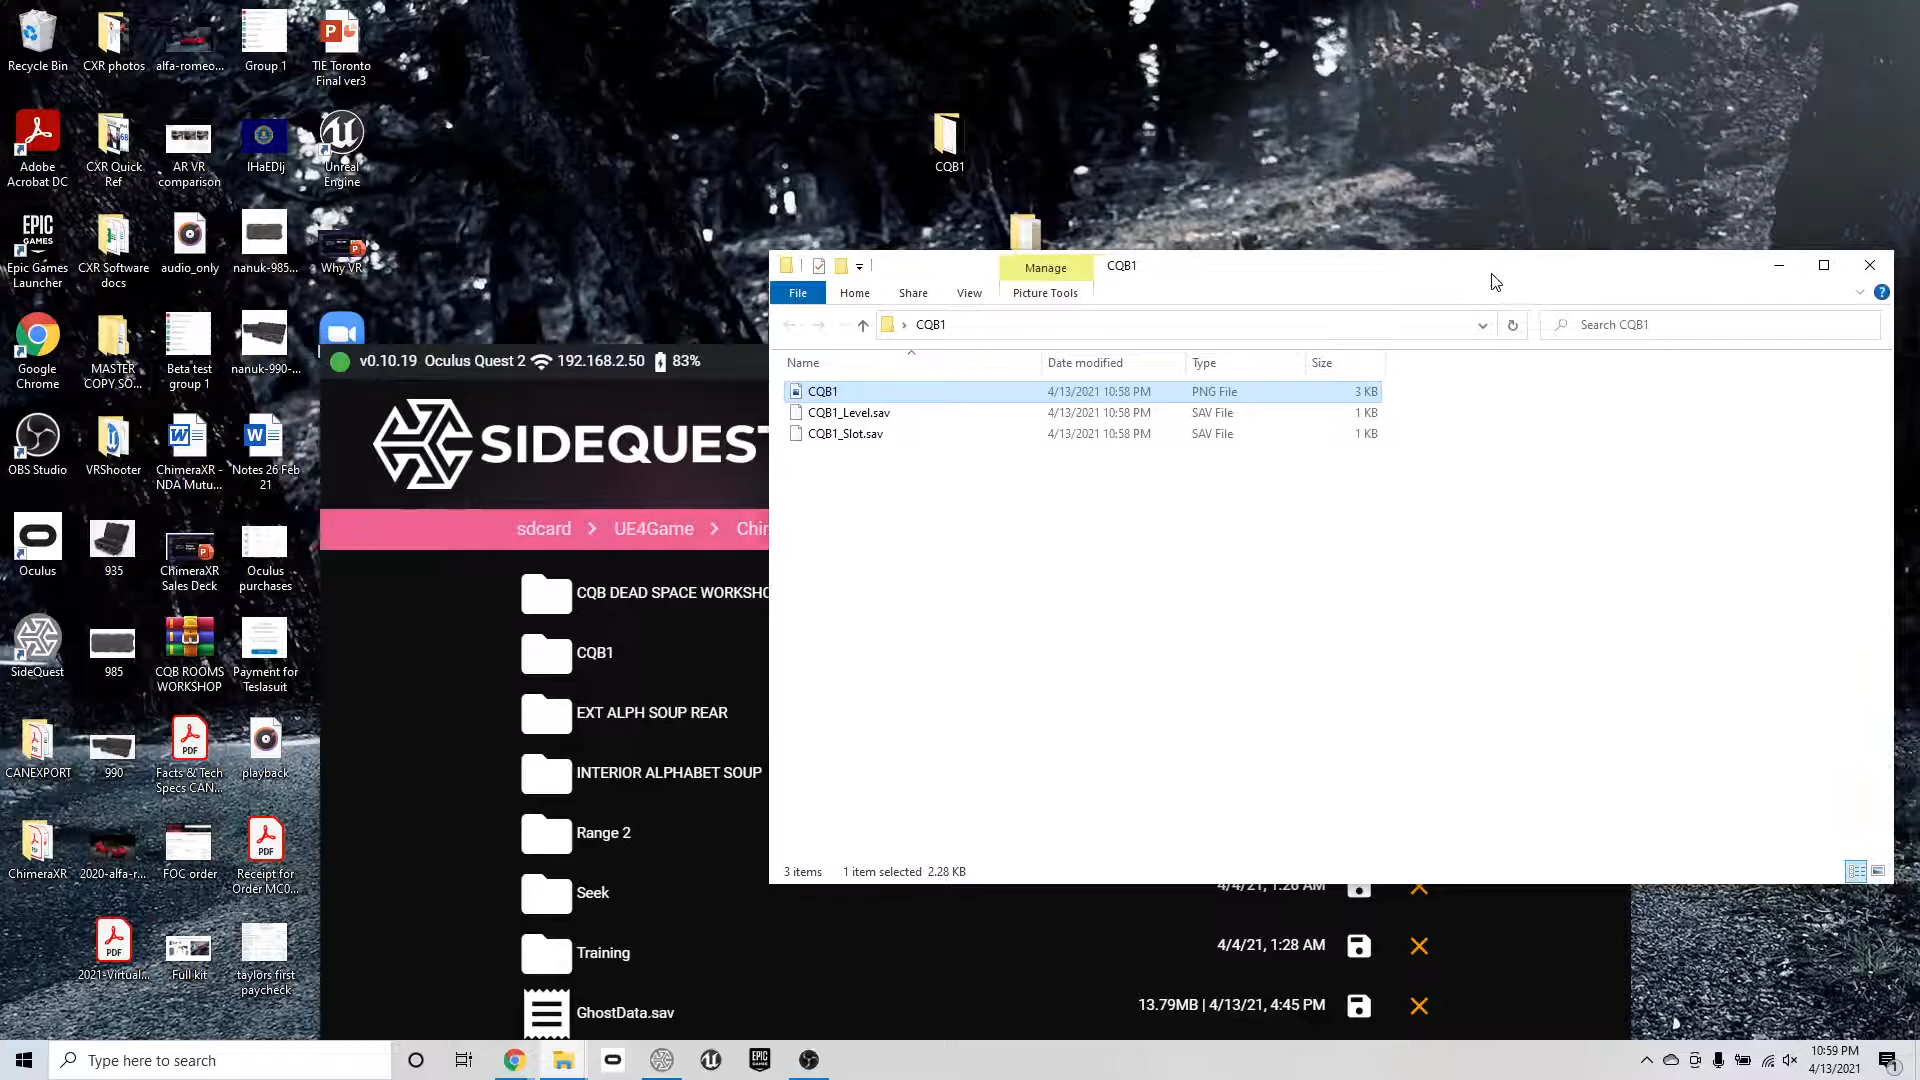 Recycle Bin
CXR photos
alfa-romeo...
Group 1
TIE Toronto
Final ver3
Adobe
Acrobat DC
CXR Quick
Ref
AR VR
comparison
IHaEDIj
Unreal
Engine
EPIC
GAMES
Epic Games
Launcher
CXR Software
docs
audio_only
nanuk-985...
Why VR
Google
Chrome
MASTER
COPY SO...
Beta test
group 1
nanuk-990-...
OBS Studio
VRShooter
ChimeraXR -
NDA Mutu...
Notes 26 Feb
21
Oculus
935
ChimeraXR
Sales Deck
Oculus
purchases
SideQuest
985
CQB ROOMS
WORKSHOP
Payment for
Teslasuit
CANEXPORT
990
PDF
Facts & Tech
Specs CAN...
playback
ChimeraXR
2020-alfa-r...
FOC order
PDF
Receipt for
Order MC0...
PDF
2021-Virtual...
Full kit
taylors first
paycheck
CQB1
v0.10.19 Oculus Quest 2 192.168.2.50 83%
SIDEQUEST
sdcard > UE4Game > Chir
CQB DEAD SPACE WORKSHO
CQB1
EXT ALPH SOUP REAR
INTERIOR ALPHABET SOUP
Range 2
Seek
4/4/21, 1:26 AM
Training
4/4/21, 1:28 AM
GhostData.sav
13.79MB | 4/13/21, 4:45 PM
Manage
CQB1
File
Home
Share
View
Picture Tools
CQB1
Search CQB1
Name
Date modified
Type
Size
CQB1 4/13/2021 10:58 PM PNG File 3 KB
CQB1_Level.sav 4/13/2021 10:58 PM SAV File 1 KB
CQB1_Slot.sav 4/13/2021 10:58 PM SAV File 1 KB
3 items 1 item selected 2.28 KB
Type here to search
EPIC
10:59 PM
4/13/2021
1